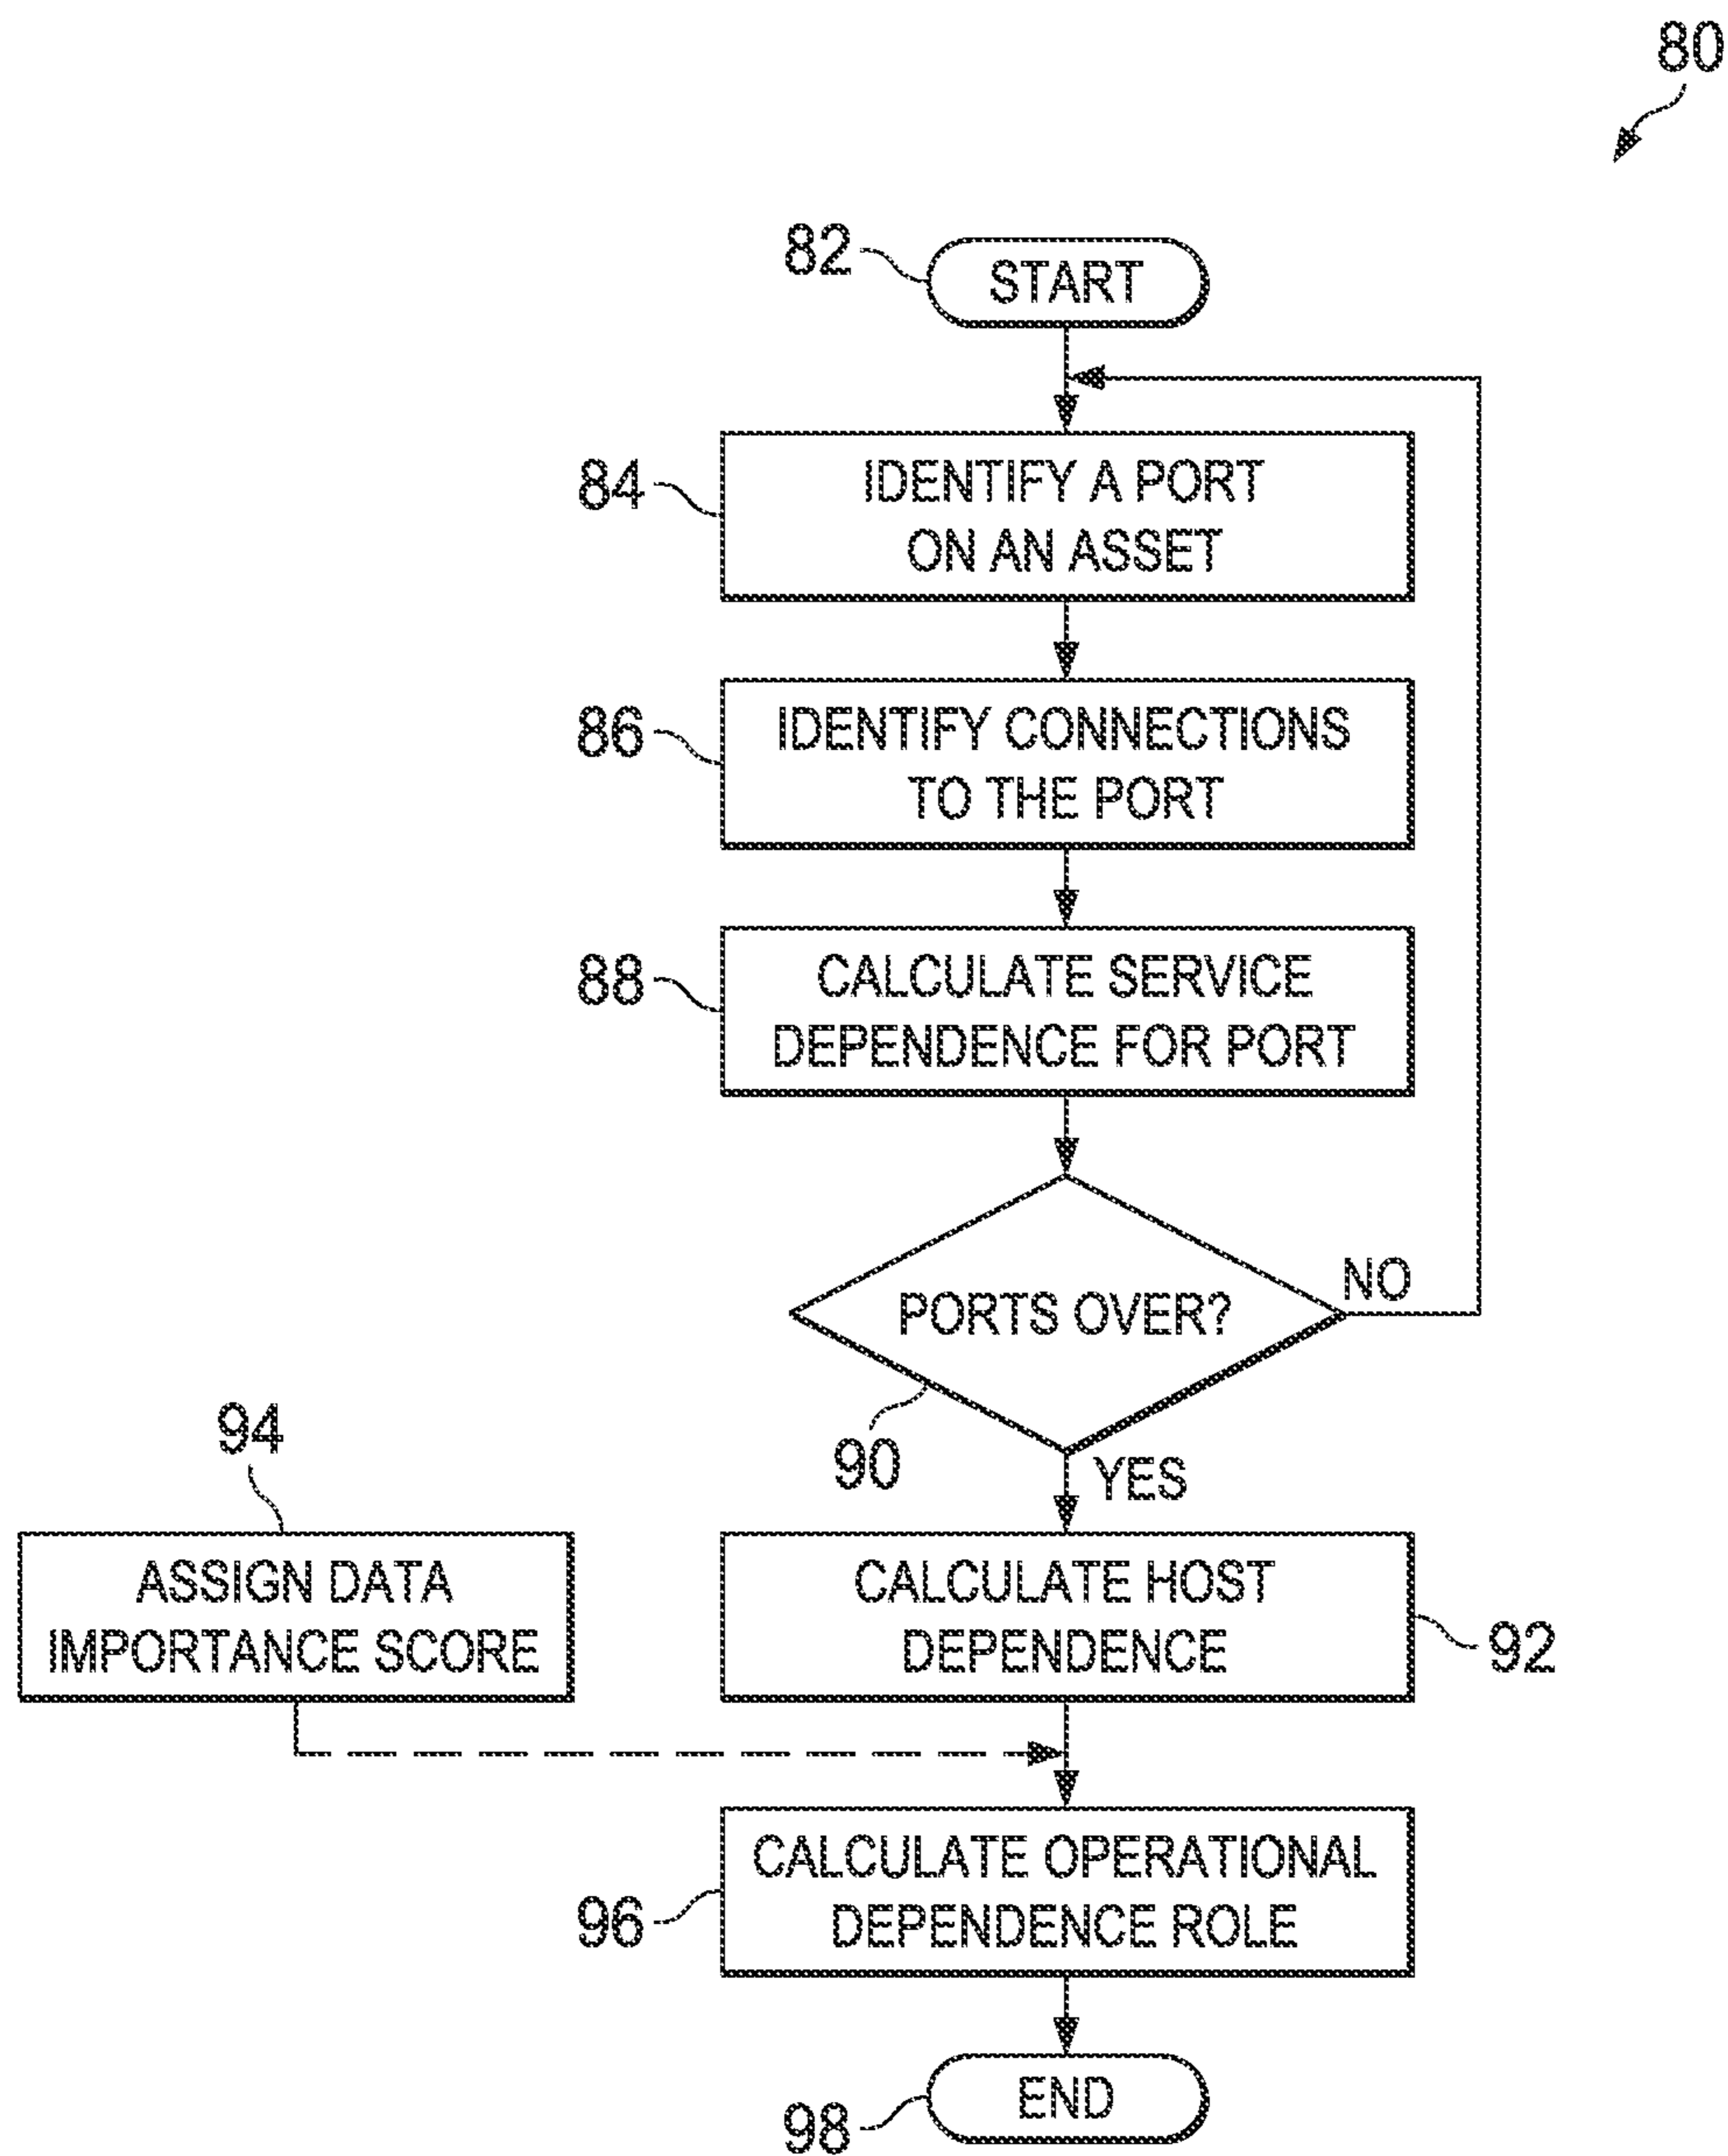 80
82
START
84
IDENTIFY A PORT
ON AN ASSET
86
IDENTIFY CONNECTIONS
TO THE PORT
88
CALCULATE SERVICE
DEPENDENCE FOR PORT
PORTS OVER?
NO
90
YES
94
ASSIGN DATA
IMPORTANCE SCORE
CALCULATE HOST
DEPENDENCE
92
CALCULATE OPERATIONAL
DEPENDENCE ROLE
96
END
98